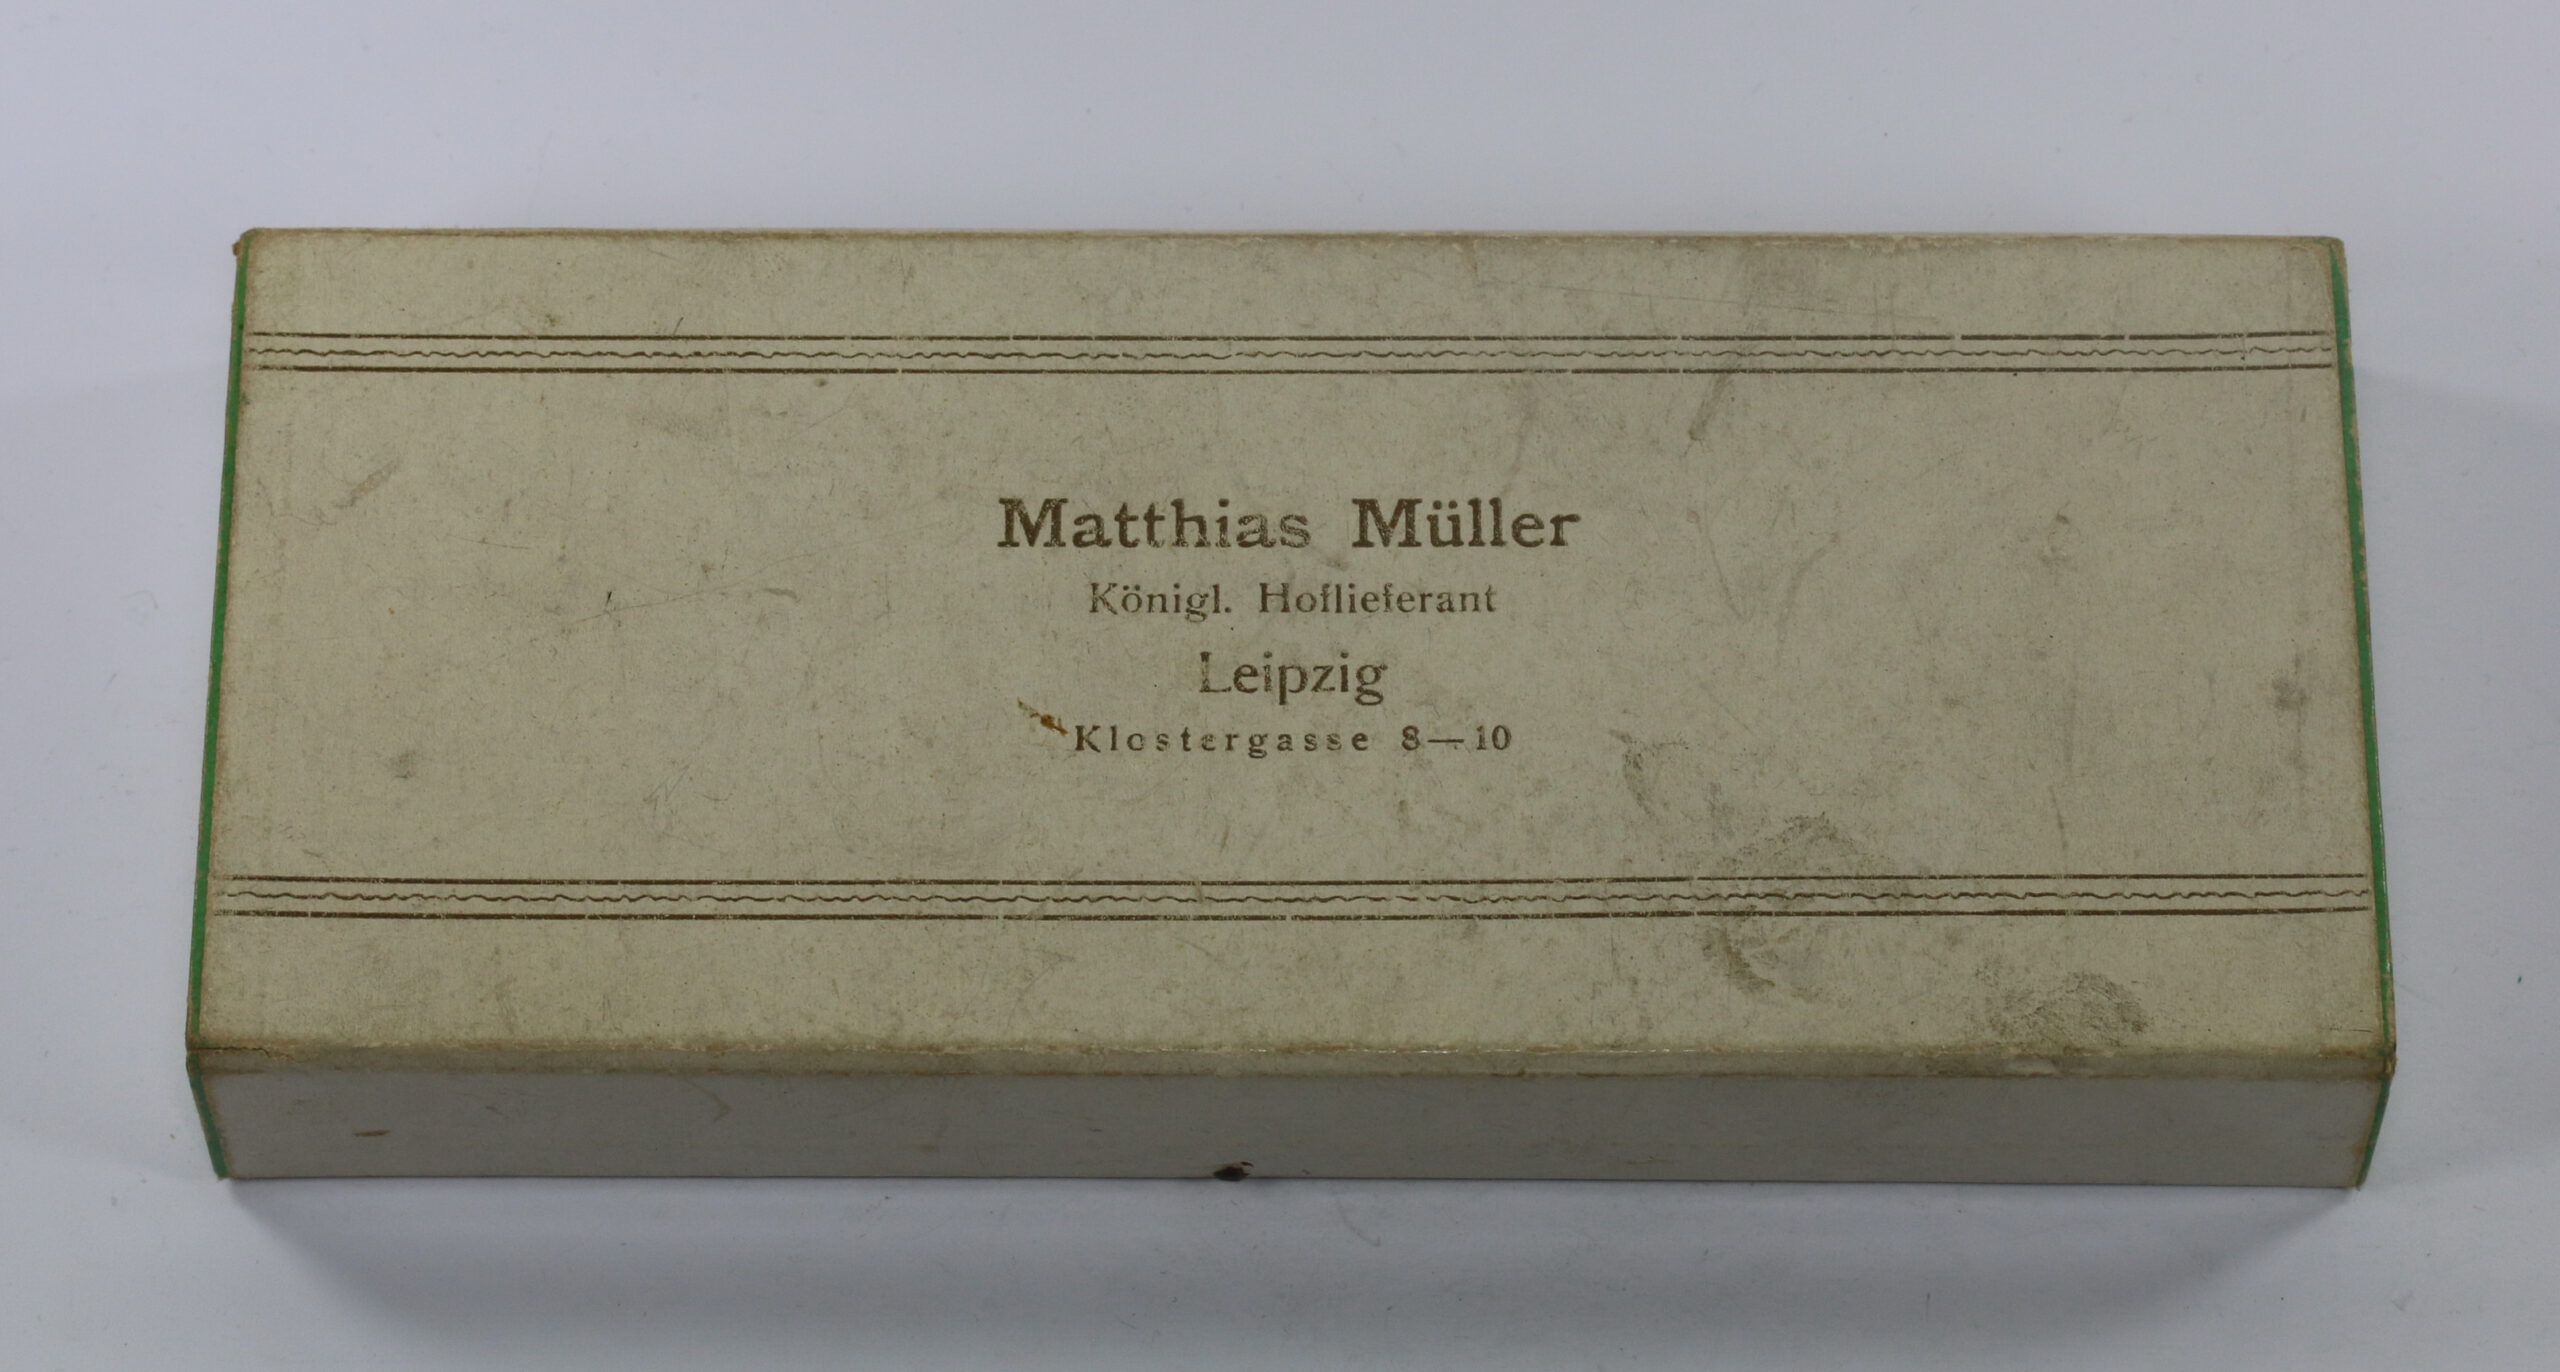 Matthias Müller
Königl. Hoflieferant
Leipzig
Klostergasse 8—10